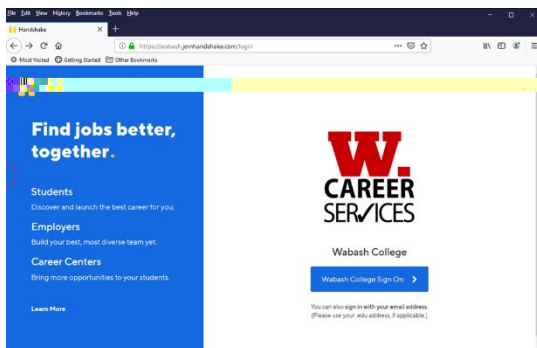 File Edit View History Bookmarks Tools Help
Handshake
https://wabash.joinhandshake.com/login
Most Visited Getting Started Other Bookmarks
Find jobs better,
together.
Students
Discover and launch the best career for you.
Employers
Build your best, most diverse team yet.
Career Centers
Bring more opportunities to your students.
Learn More
W.
CAREER
SERVICES
Wabash College
Wabash College Sign On
You can also sign in with your email address.
(Please use your .edu address, if applicable.)